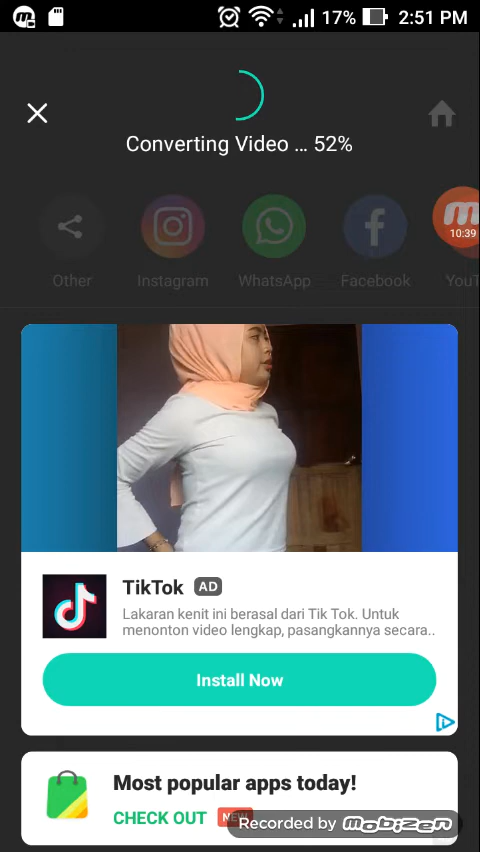 17% 2:51 PM
Converting Video ... 52%
10:39
Other Instagram WhatsApp Facebook YouT
TikTok AD
Lakaran kenit ini berasal dari Tik Tok. Untuk
menonton video lengkap, pasangkannya secara..
Install Now
Most popular apps today!
CHECK OUT NEW
Recorded by mobizen